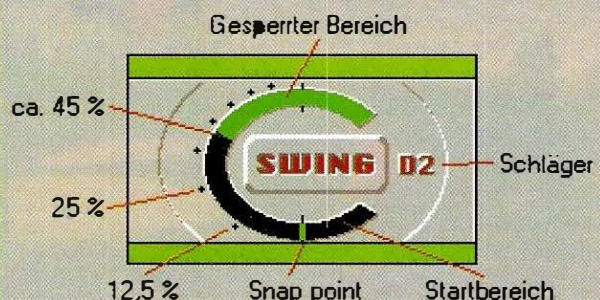 Gesperrter Bereich
ca. 45 %
SWING D2
Schläger
25 %
12,5 %
Snap point
Startbereich